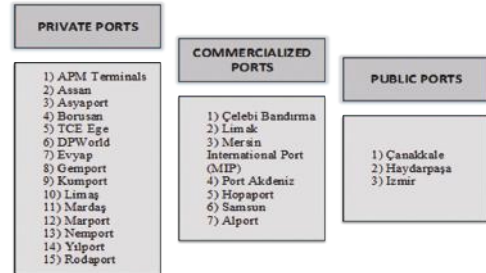 PRIVATE PORTS
1) APM Terminals
2) Assan
3) Asyaport
4) Borusan
5) TCE Ege
6) DPWorld
7) Evyap
8) Gemport
9) Kumport
10) Limaş
11) Mardaş
12) Marport
13) Nemport
14) Yılport
15) Rodaport
COMMERCIALIZED
PORTS
1) Çelebi Bandırma
2) Limak
3) Mersin
International Port
(MIP)
4) Port Akdeniz
5) Hopaport
6) Samsun
7) Alport
PUBLIC PORTS
1) Çanakkale
2) Haydarpaşa
3) Izmir